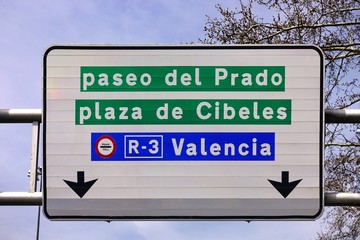 paseo del Prado
plaza de Cibeles
R-3 Valencia